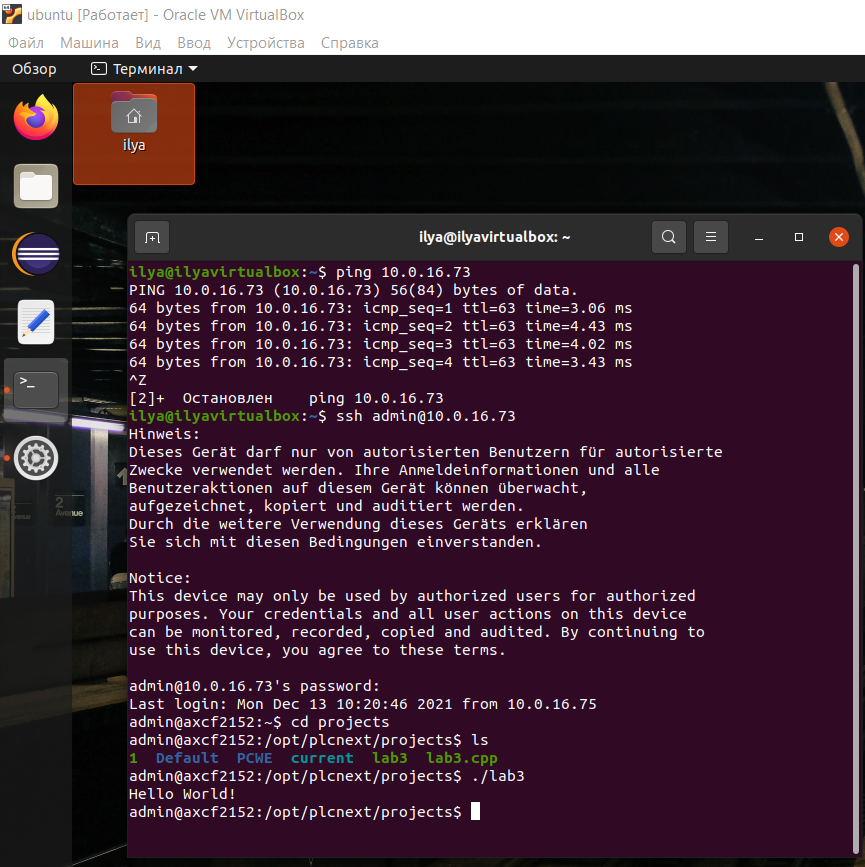 ubuntu [Работает] - Oracle VM VirtualBox
Файл Машина Вид Ввод Устройства Справка
Обзор Терминал
ilya
2
Avenue
ilya@ilyavirtualbox: ~
ilya@ilyavirtualbox:~$ ping 10.0.16.73
PING 10.0.16.73 (10.0.16.73) 56(84) bytes of data.
64 bytes from 10.0.16.73: icmp_seq=1 ttl=63 time=3.06 ms
64 bytes from 10.0.16.73: icmp_seq=2 ttl=63 time=4.43 ms
64 bytes from 10.0.16.73: icmp_seq=3 ttl=63 time=4.02 ms
64 bytes from 10.0.16.73: icmp_seq=4 ttl=63 time=3.43 ms
^Z
[2]+  Остановлен    ping 10.0.16.73
ilya@ilyavirtualbox:~$ ssh admin@10.0.16.73
Hinweis:
Dieses Gerät darf nur von autorisierten Benutzern für autorisierte
Zwecke verwendet werden. Ihre Anmeldeinformationen und alle
Benutzeraktionen auf diesem Gerät können überwacht,
aufgezeichnet, kopiert und auditiert werden.
Durch die weitere Verwendung dieses Geräts erklären
Sie sich mit diesen Bedingungen einverstanden.
Notice:
This device may only be used by authorized users for authorized
purposes. Your credentials and all user actions on this device
can be monitored, recorded, copied and audited. By continuing to
use this device, you agree to these terms.
admin@10.0.16.73's password:
Last login: Mon Dec 13 10:20:46 2021 from 10.0.16.75
admin@axcf2152:~$ cd projects
admin@axcf2152:/opt/plcnext/projects$ ls
1  Default  PCWE  current  lab3  lab3.cpp
admin@axcf2152:/opt/plcnext/projects$ ./lab3
Hello World!
admin@axcf2152:/opt/plcnext/projects$